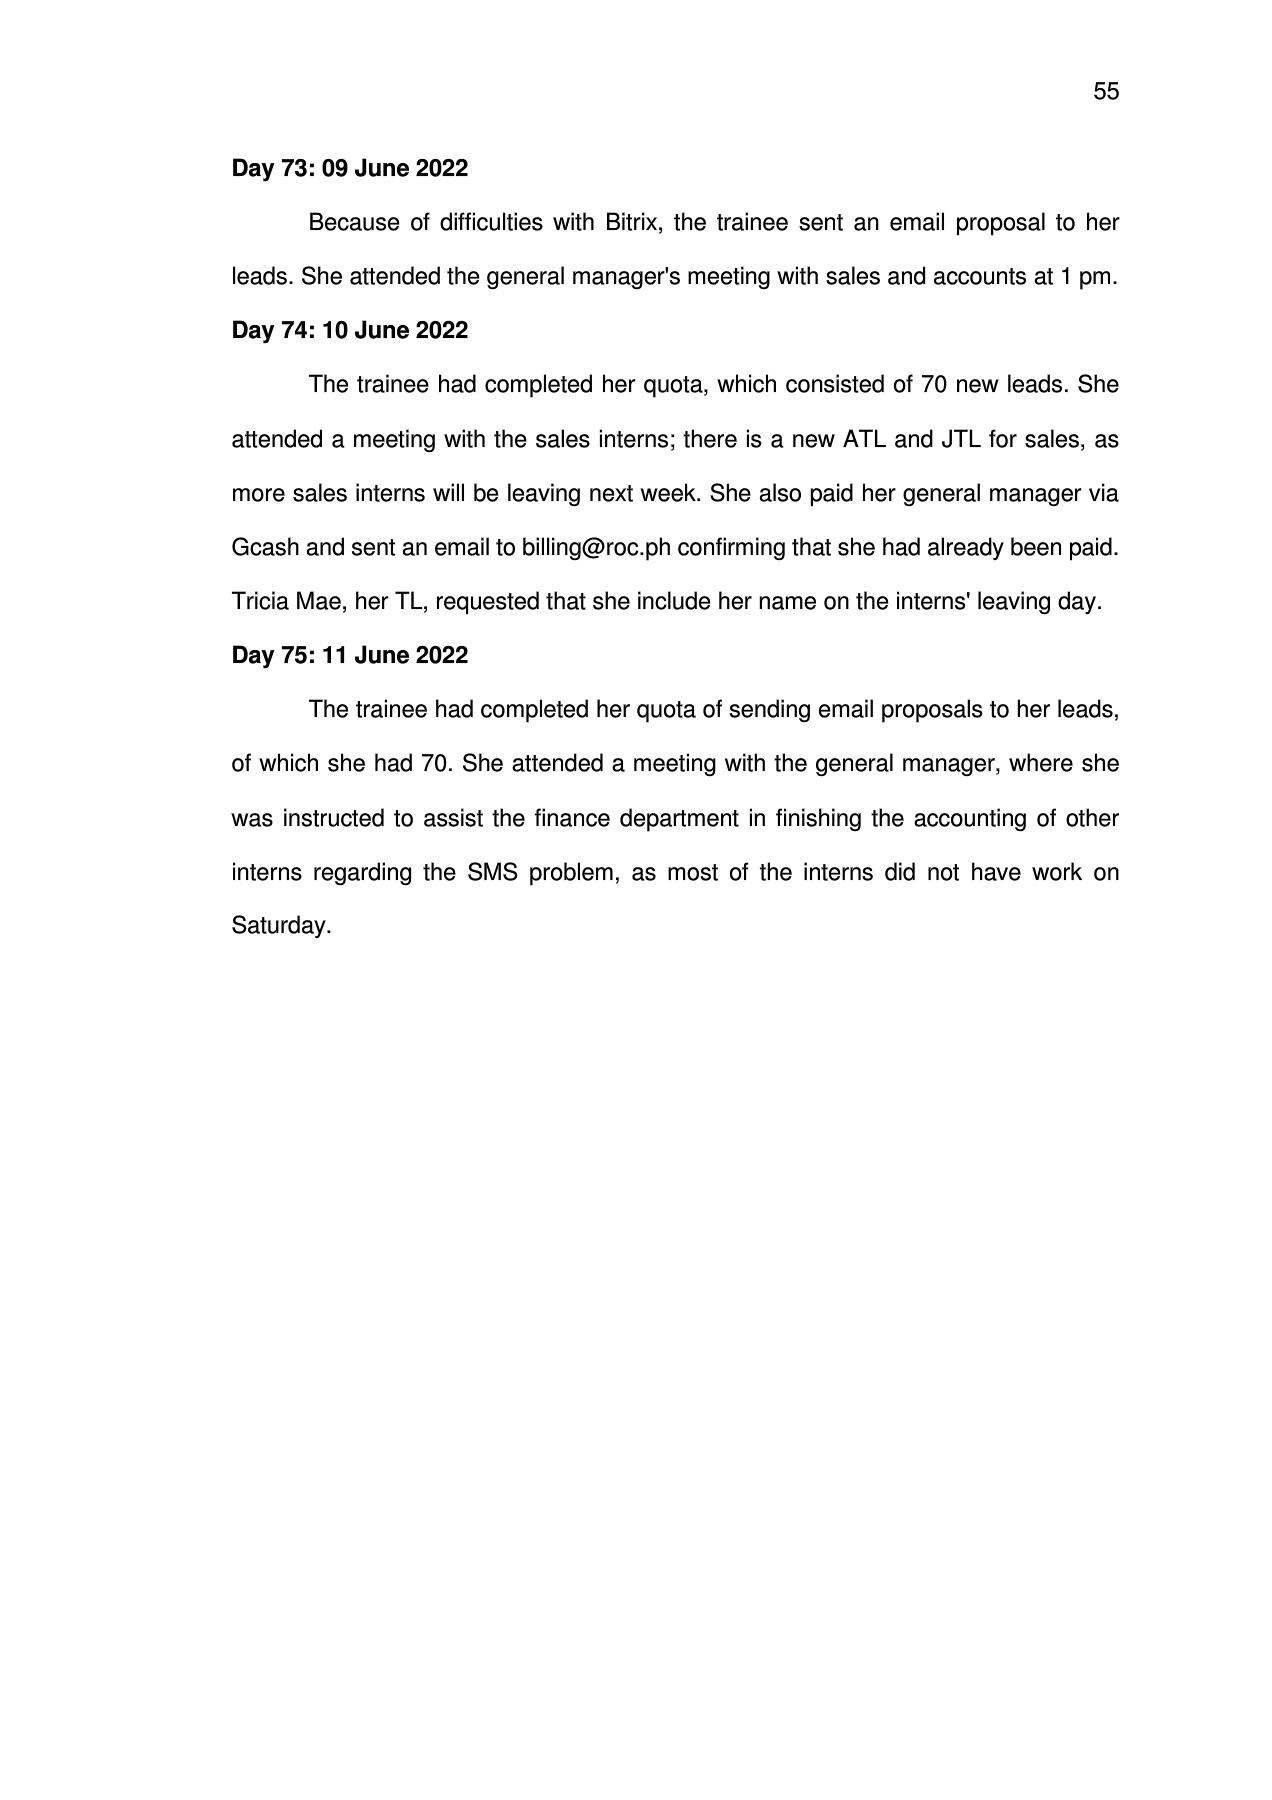 55
Day 73: 09 June 2022
Because of difficulties with Bitrix, the trainee sent an email proposal to her
leads. She attended the general manager's meeting with sales and accounts at 1 pm.
Day 74: 10 June 2022
The trainee had completed her quota, which consisted of 70 new leads. She
attended a meeting with the sales interns; there is a new ATL and JTL for sales, as
more sales interns will be leaving next week. She also paid her general manager via
Gcash and sent an email to billing@roc.ph confirming that she had already been paid.
Tricia Mae, her TL, requested that she include her name on the interns' leaving day.
Day 75: 11 June 2022
The trainee had completed her quota of sending email proposals to her leads,
of which she had 70. She attended a meeting with the general manager, where she
was instructed to assist the finance department in finishing the accounting of other
interns regarding the SMS problem, as most of the interns did not have work on
Saturday.